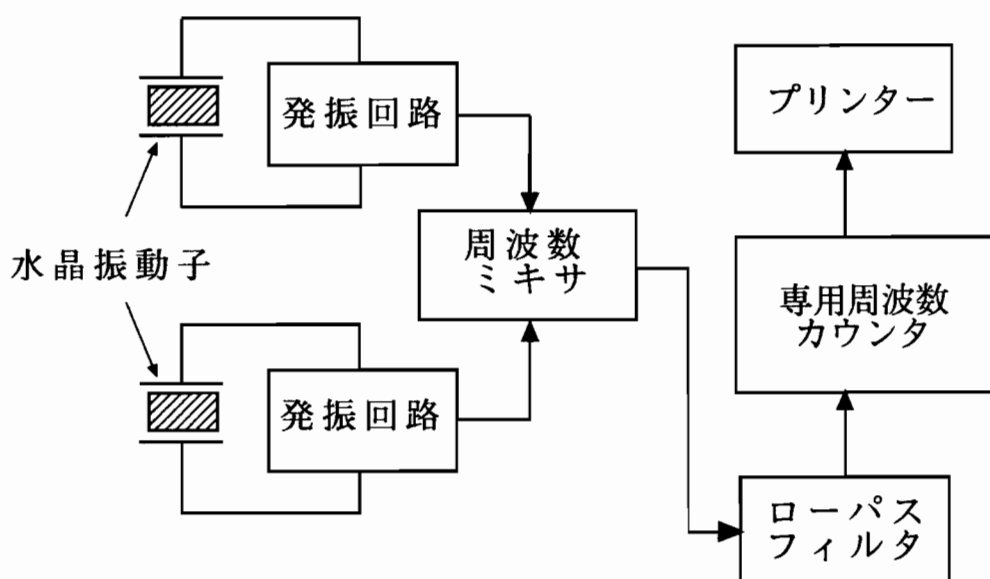 発振回路
プリンター
水晶振動子
周波数
ミキサ
専用周波数
カウンタ
発振回路
ローパス
フィルタ